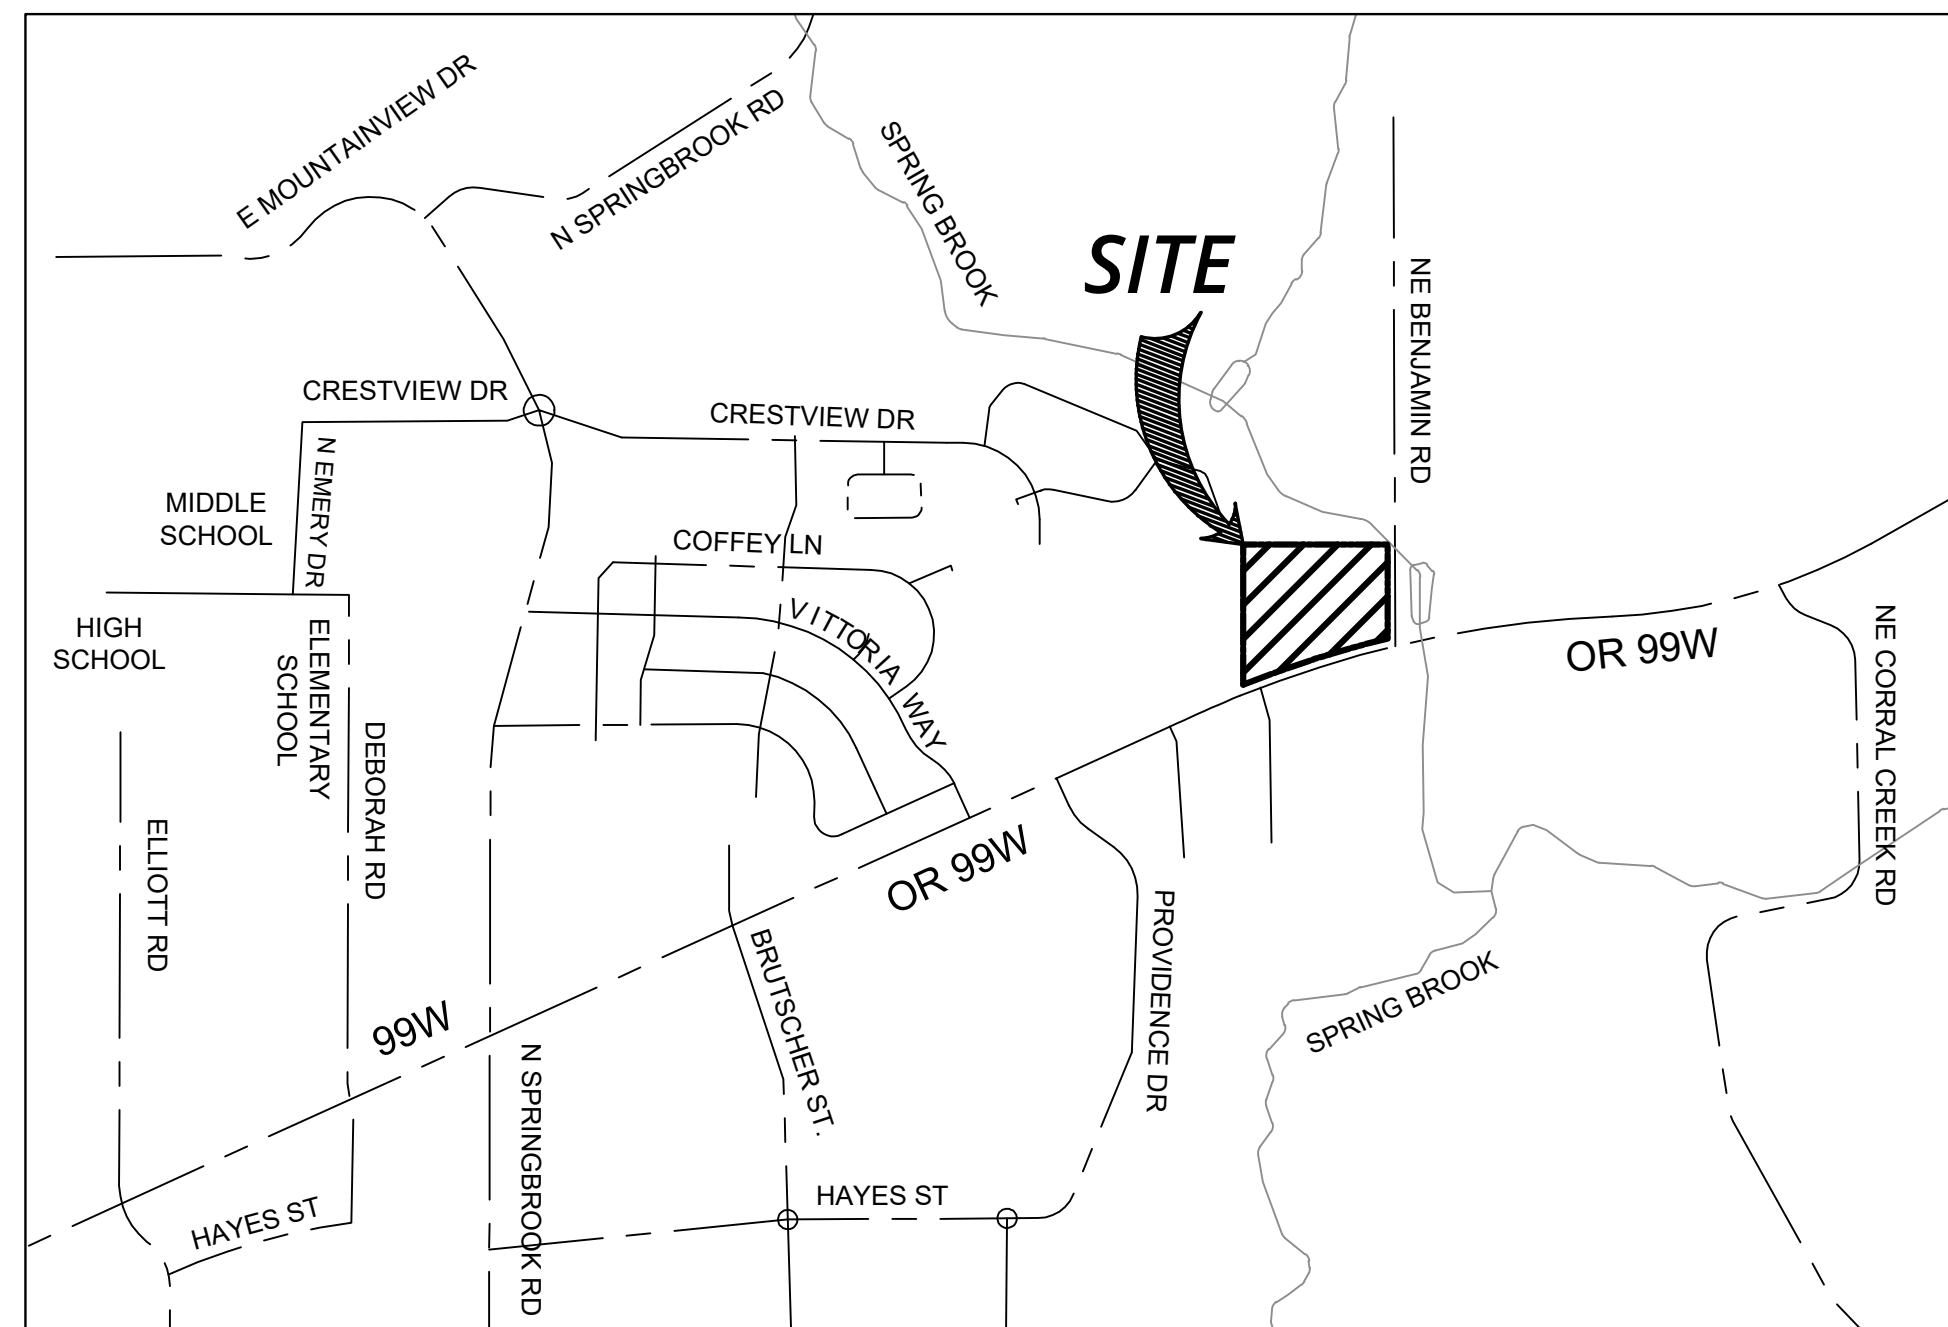 E MOUNTAINVIEW DR
N SPRINGBROOK RD
SPRING BROOK
SITE
NE BENJAMIN RD
CRESTVIEW DR
CRESTVIEW DR
N EMERY DR
MIDDLE
SCHOOL
COFFEY LN
VITTORIA WAY
HIGH
SCHOOL
ELEMENTARY
SCHOOL
OR 99W
NE CORRAL CREEK RD
DEBORAH RD
ELLIOTT RD
OR 99W
PROVIDENCE DR
BRUTSCHER ST.
99W
SPRING BROOK
N SPRINGBROOK RD
HAYES ST
HAYES ST